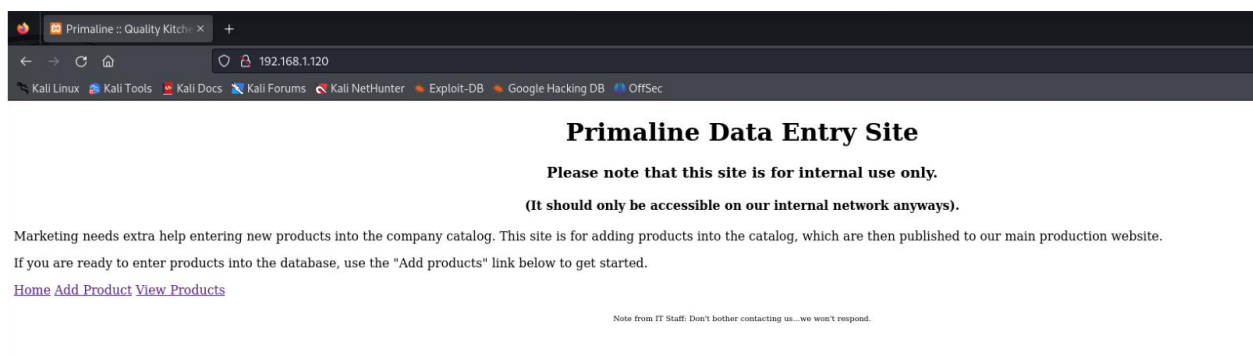 Primaline :: Quality Kitche
192.168.1.120
Kali Linux Kali Tools Kali Docs Kali Forums Kali NetHunter Exploit-DB Google Hacking DB OffSec
Primaline Data Entry Site
Please note that this site is for internal use only.
(It should only be accessible on our internal network anyways).
Marketing needs extra help entering new products into the company catalog. This site is for adding products into the catalog, which are then published to our main production website.
If you are ready to enter products into the database, use the "Add products" link below to get started.
Home Add Product View Products
Note from IT Staff: Don't bother contacting us...we won't respond.